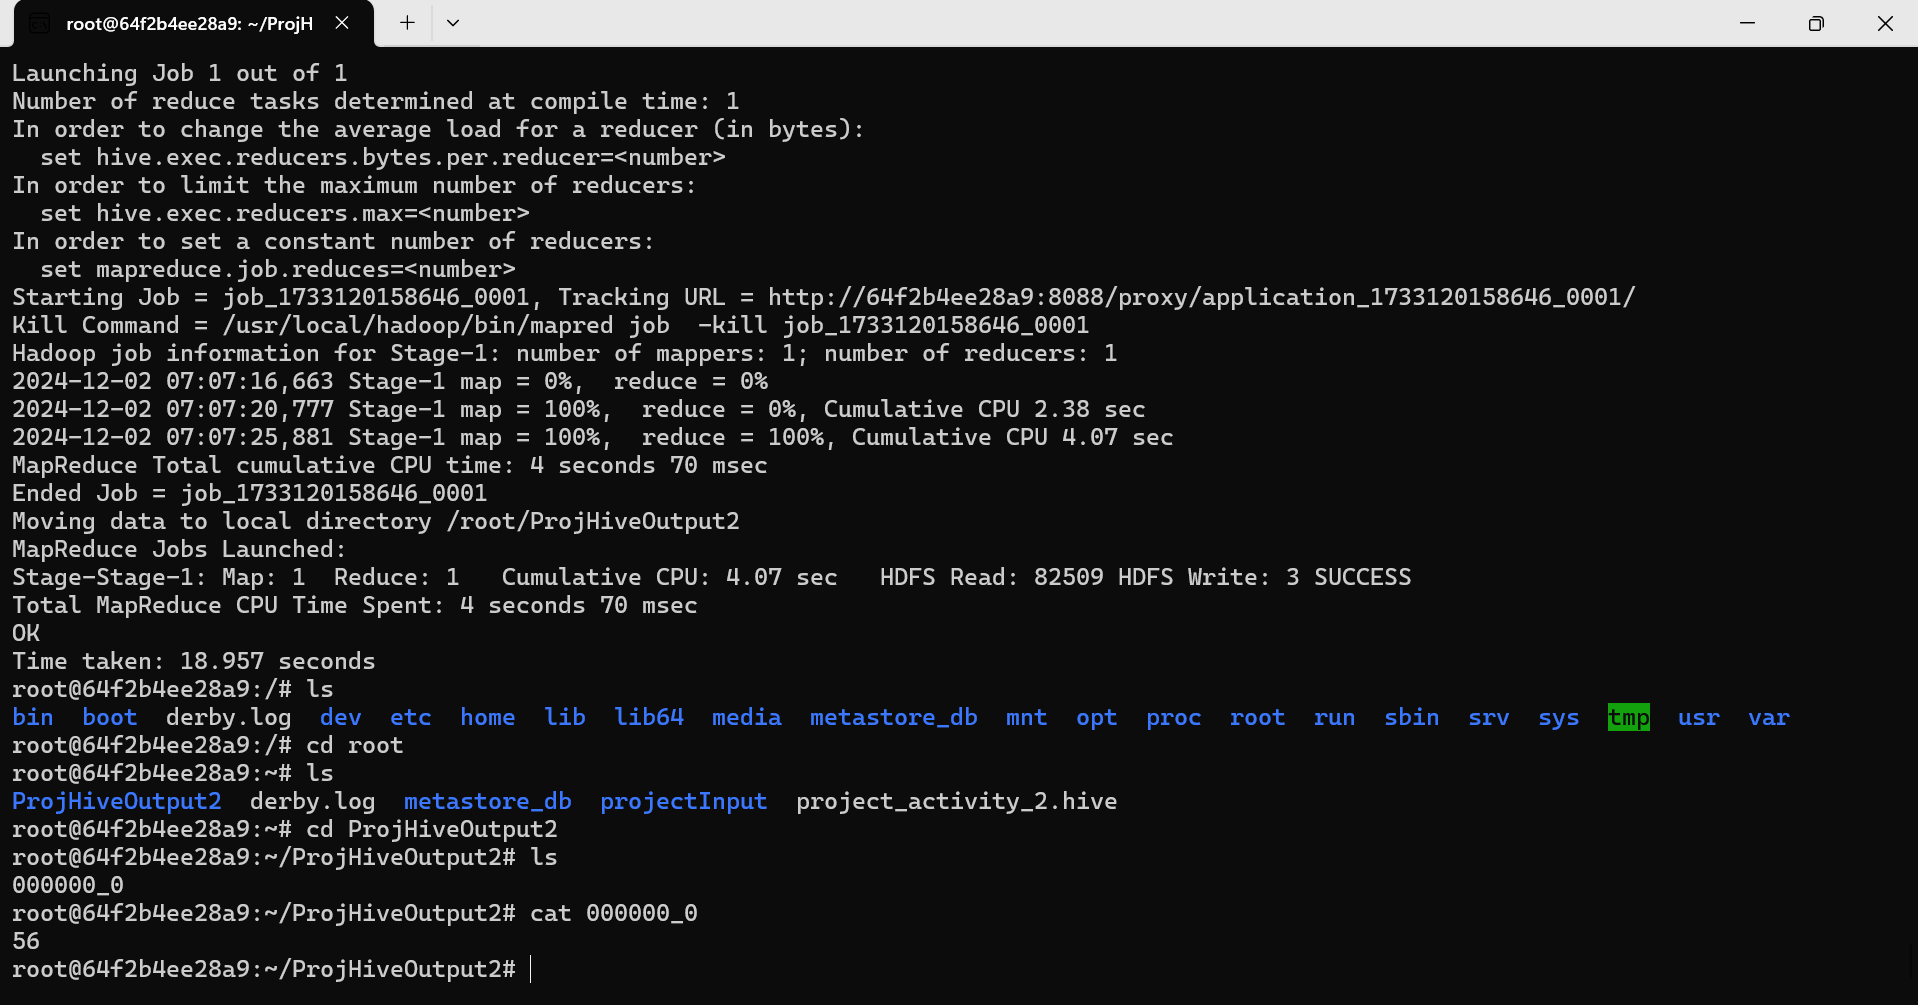 root@64f2b4ee28a9: ~/ProjH
Launching Job 1 out of 1
Number of reduce tasks determined at compile time: 1
In order to change the average load for a reducer (in bytes):
  set hive.exec.reducers.bytes.per.reducer=<number>
In order to limit the maximum number of reducers:
  set hive.exec.reducers.max=<number>
In order to set a constant number of reducers:
  set mapreduce.job.reduces=<number>
Starting Job = job_1733120158646_0001, Tracking URL = http://64f2b4ee28a9:8088/proxy/application_1733120158646_0001/
Kill Command = /usr/local/hadoop/bin/mapred job  -kill job_1733120158646_0001
Hadoop job information for Stage-1: number of mappers: 1; number of reducers: 1
2024-12-02 07:07:16,663 Stage-1 map = 0%,  reduce = 0%
2024-12-02 07:07:20,777 Stage-1 map = 100%,  reduce = 0%, Cumulative CPU 2.38 sec
2024-12-02 07:07:25,881 Stage-1 map = 100%,  reduce = 100%, Cumulative CPU 4.07 sec
MapReduce Total cumulative CPU time: 4 seconds 70 msec
Ended Job = job_1733120158646_0001
Moving data to local directory /root/ProjHiveOutput2
MapReduce Jobs Launched:
Stage-Stage-1: Map: 1  Reduce: 1   Cumulative CPU: 4.07 sec   HDFS Read: 82509 HDFS Write: 3 SUCCESS
Total MapReduce CPU Time Spent: 4 seconds 70 msec
OK
Time taken: 18.957 seconds
root@64f2b4ee28a9:/# ls
bin  boot  derby.log  dev  etc  home  lib  lib64  media  metastore_db  mnt  opt  proc  root  run  sbin  srv  sys  tmp  usr  var
root@64f2b4ee28a9:/# cd root
root@64f2b4ee28a9:~# ls
ProjHiveOutput2  derby.log  metastore_db  projectInput  project_activity_2.hive
root@64f2b4ee28a9:~# cd ProjHiveOutput2
root@64f2b4ee28a9:~/ProjHiveOutput2# ls
000000_0
root@64f2b4ee28a9:~/ProjHiveOutput2# cat 000000_0
56
root@64f2b4ee28a9:~/ProjHiveOutput2#